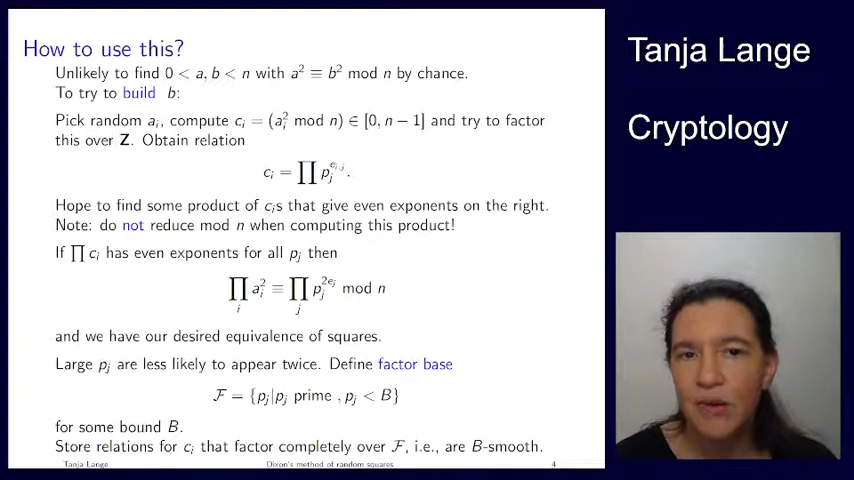 How to use this?
Unlikely to find 0 < a, b < n with a² ≡ b² mod n by chance.
To try to build b:
Pick random aᵢ, compute cᵢ = (aᵢ² mod n) ∈ [0, n − 1] and try to factor
this over Z. Obtain relation
cᵢ = ∏ pⱼ^{eᵢ,ⱼ}.
Hope to find some product of cᵢs that give even exponents on the right.
Note: do not reduce mod n when computing this product!
If ∏ cᵢ has even exponents for all pⱼ then
∏ᵢ aᵢ² ≡ ∏ⱼ pⱼ^{2eⱼ} mod n
and we have our desired equivalence of squares.
Large pⱼ are less likely to appear twice. Define factor base
F = {pⱼ|pⱼ prime , pⱼ < B}
for some bound B.
Store relations for cᵢ that factor completely over F, i.e., are B-smooth.
Tanja Lange Dixon's method of random squares 4
Tanja Lange
Cryptology